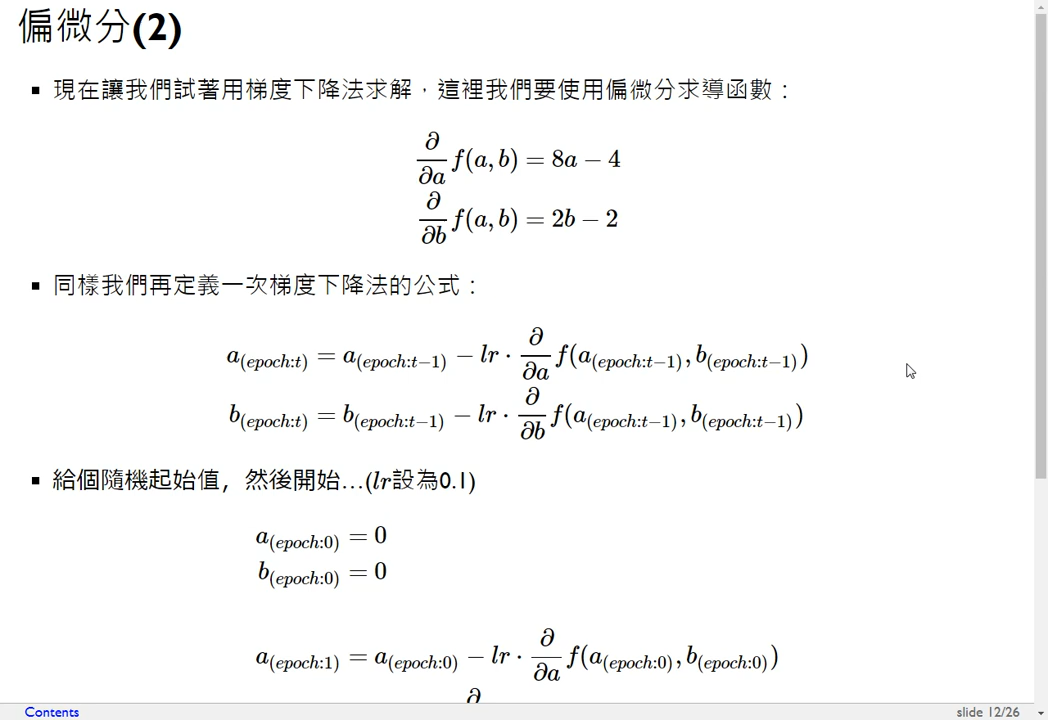 偏微分(2)
現在讓我們試著用梯度下降法求解，這裡我們要使用偏微分求導函數：
∂/∂a f(a, b) = 8a − 4
∂/∂b f(a, b) = 2b − 2
同樣我們再定義一次梯度下降法的公式：
a(epoch:t) = a(epoch:t−1) − lr · ∂/∂a f(a(epoch:t−1), b(epoch:t−1))
b(epoch:t) = b(epoch:t−1) − lr · ∂/∂b f(a(epoch:t−1), b(epoch:t−1))
給個隨機起始值，然後開始…(lr設為0.1)
a(epoch:0) = 0
b(epoch:0) = 0
a(epoch:1) = a(epoch:0) − lr · ∂/∂a f(a(epoch:0), b(epoch:0))
∂
Contents
slide 12/26